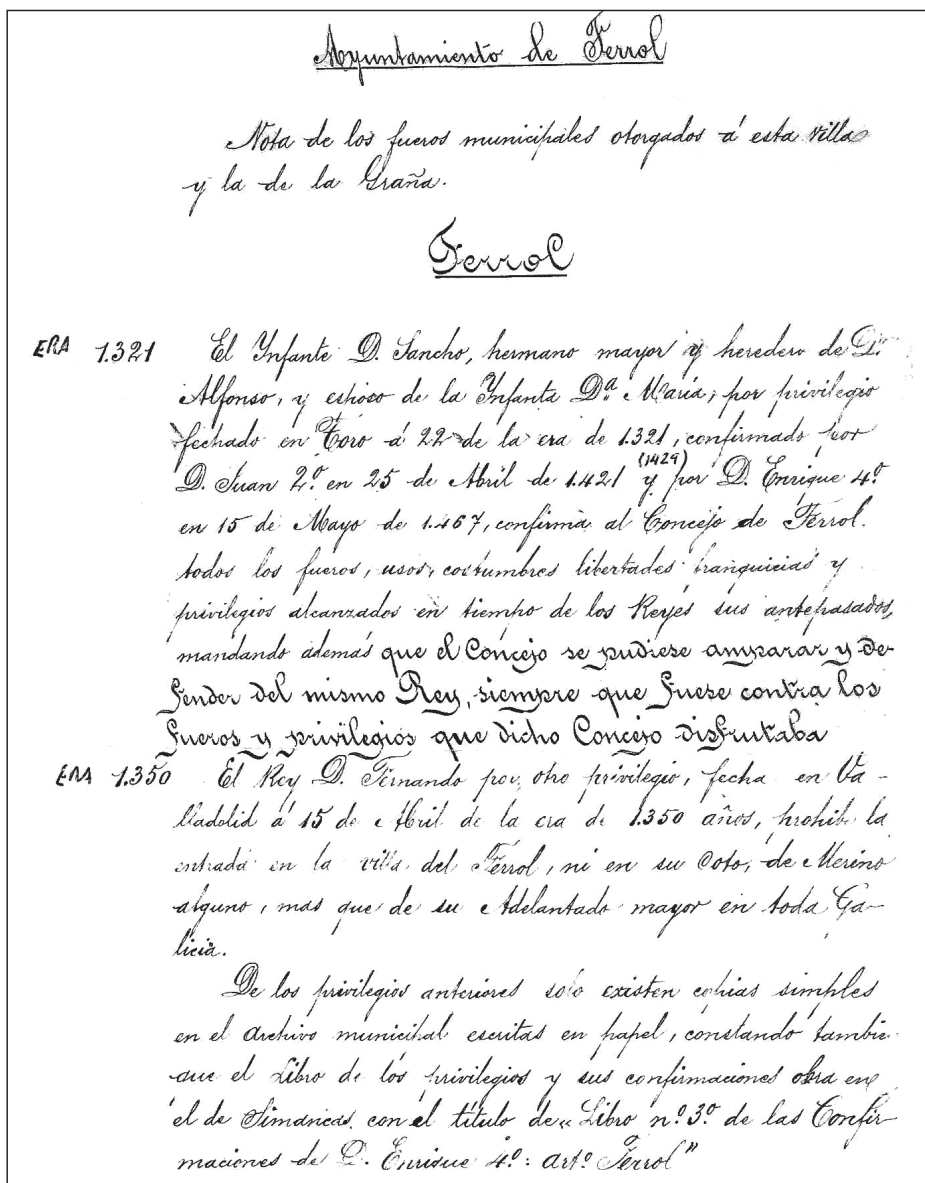 Ayuntamiento de Ferrol
Nota de los fueros municipales otorgados á esta villa
y la de la Graña.
Ferrol
ERA 1.321 El Ynfante D. Sancho, hermano mayor y heredero de D.
Alfonso, y esposo de la Ynfanta Dª María, por privilegio
fechado en Toro á 22 de la era de 1.321, confirmado por
D. Juan 2º en 25 de Abril de 1.421 (1429) y por D. Enrique 4º
en 15 de Mayo de 1.467, confirma al Concejo de Ferrol
todos los fueros, usos, costumbres libertades franquicias y
privilegios alcanzados en tiempo de los Reyes sus antepasados,
mandando además que el Concejo se pudiese amparar y de-
fender del mismo Rey, siempre que fuese contra los
fueros y privilegios que dicho Concejo disfrutaba
ERA 1.350 El Rey D. Fernando por otro privilegio, fecha en Va-
lladolid á 15 de Abril de la era de 1.350 años, prohibe la
entrada en la villa del Ferrol, ni en su Coto, de Merino
alguno, mas que de su Adelantado mayor en toda Ga-
licia.
De los privilegios anteriores solo existen copias simples
en el archivo municipal escritas en papel, constando tambie
que el Libro de los privilegios y sus confirmaciones obra en
el de Simancas con el título de "Libro nº 3º de las Confir-
maciones de D. Enrique 4º: artº Ferrol"